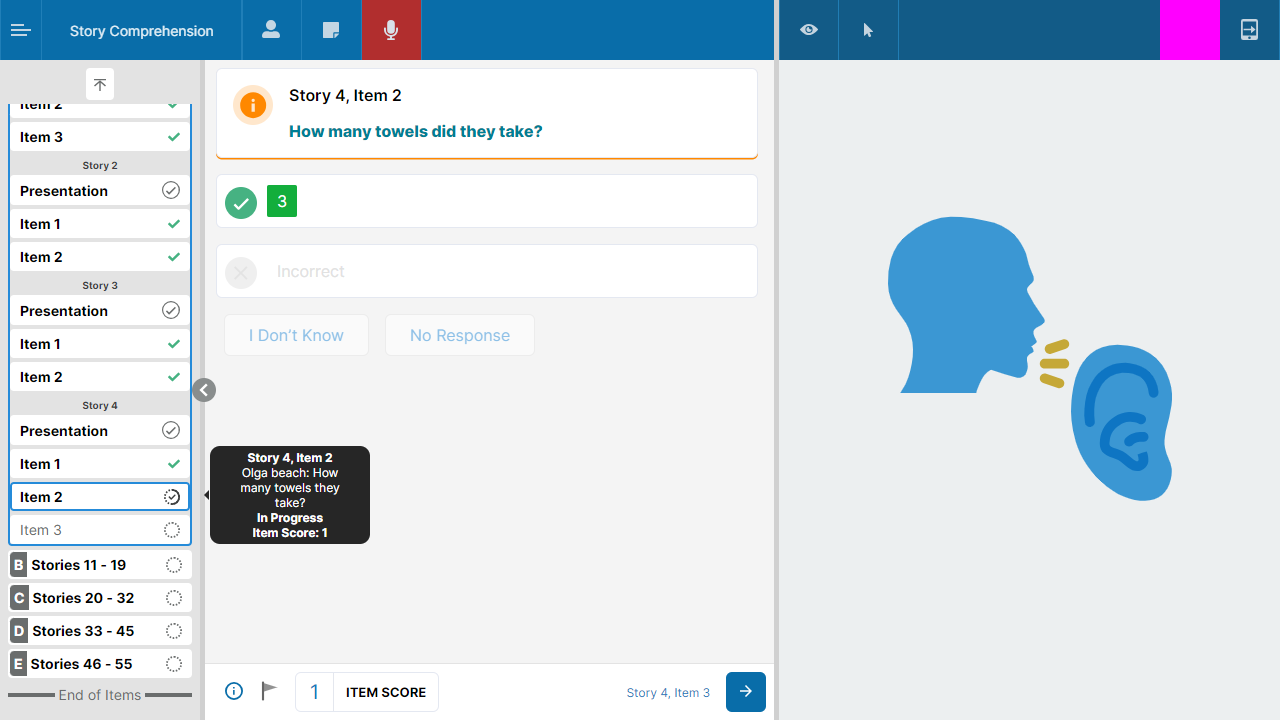 Story Comprehension
Item 2
Item 3
Story 2
Presentation
Item 1
Item 2
Story 3
Presentation
Item 1
Item 2
Story 4
Presentation
Item 1
Item 2
Item 3
B Stories 11 - 19
C Stories 20 - 32
D Stories 33 - 45
E Stories 46 - 55
End of Items
Story 4, Item 2
How many towels did they take?
3
Incorrect
I Don't Know
No Response
Story 4, Item 2
Olga beach: How
many towels they
take?
In Progress
Item Score: 1
1 ITEM SCORE
Story 4, Item 3